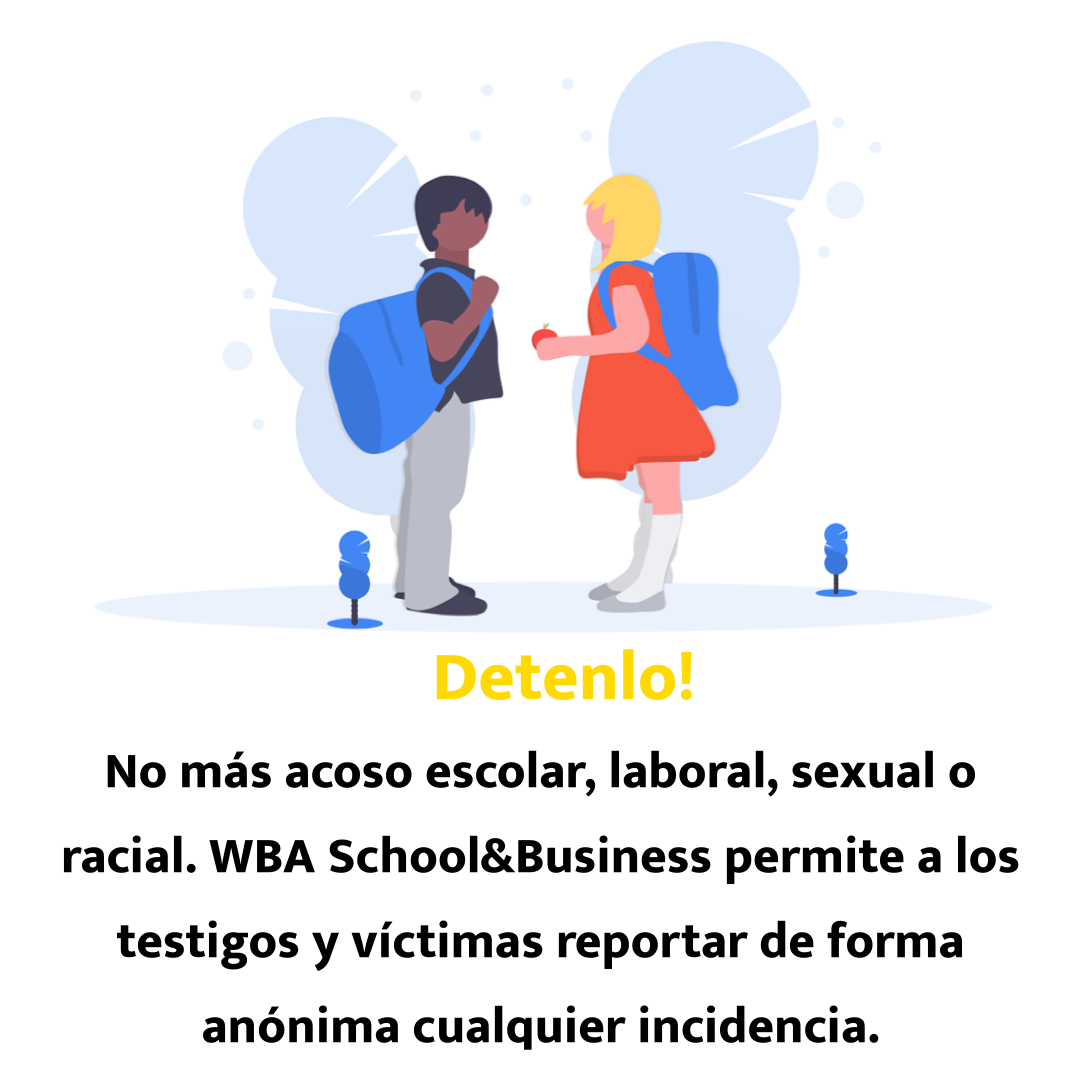 Detenlo!
No más acoso escolar, laboral, sexual o
racial. WBA School&Business permite a los
testigos y víctimas reportar de forma
anónima cualquier incidencia.